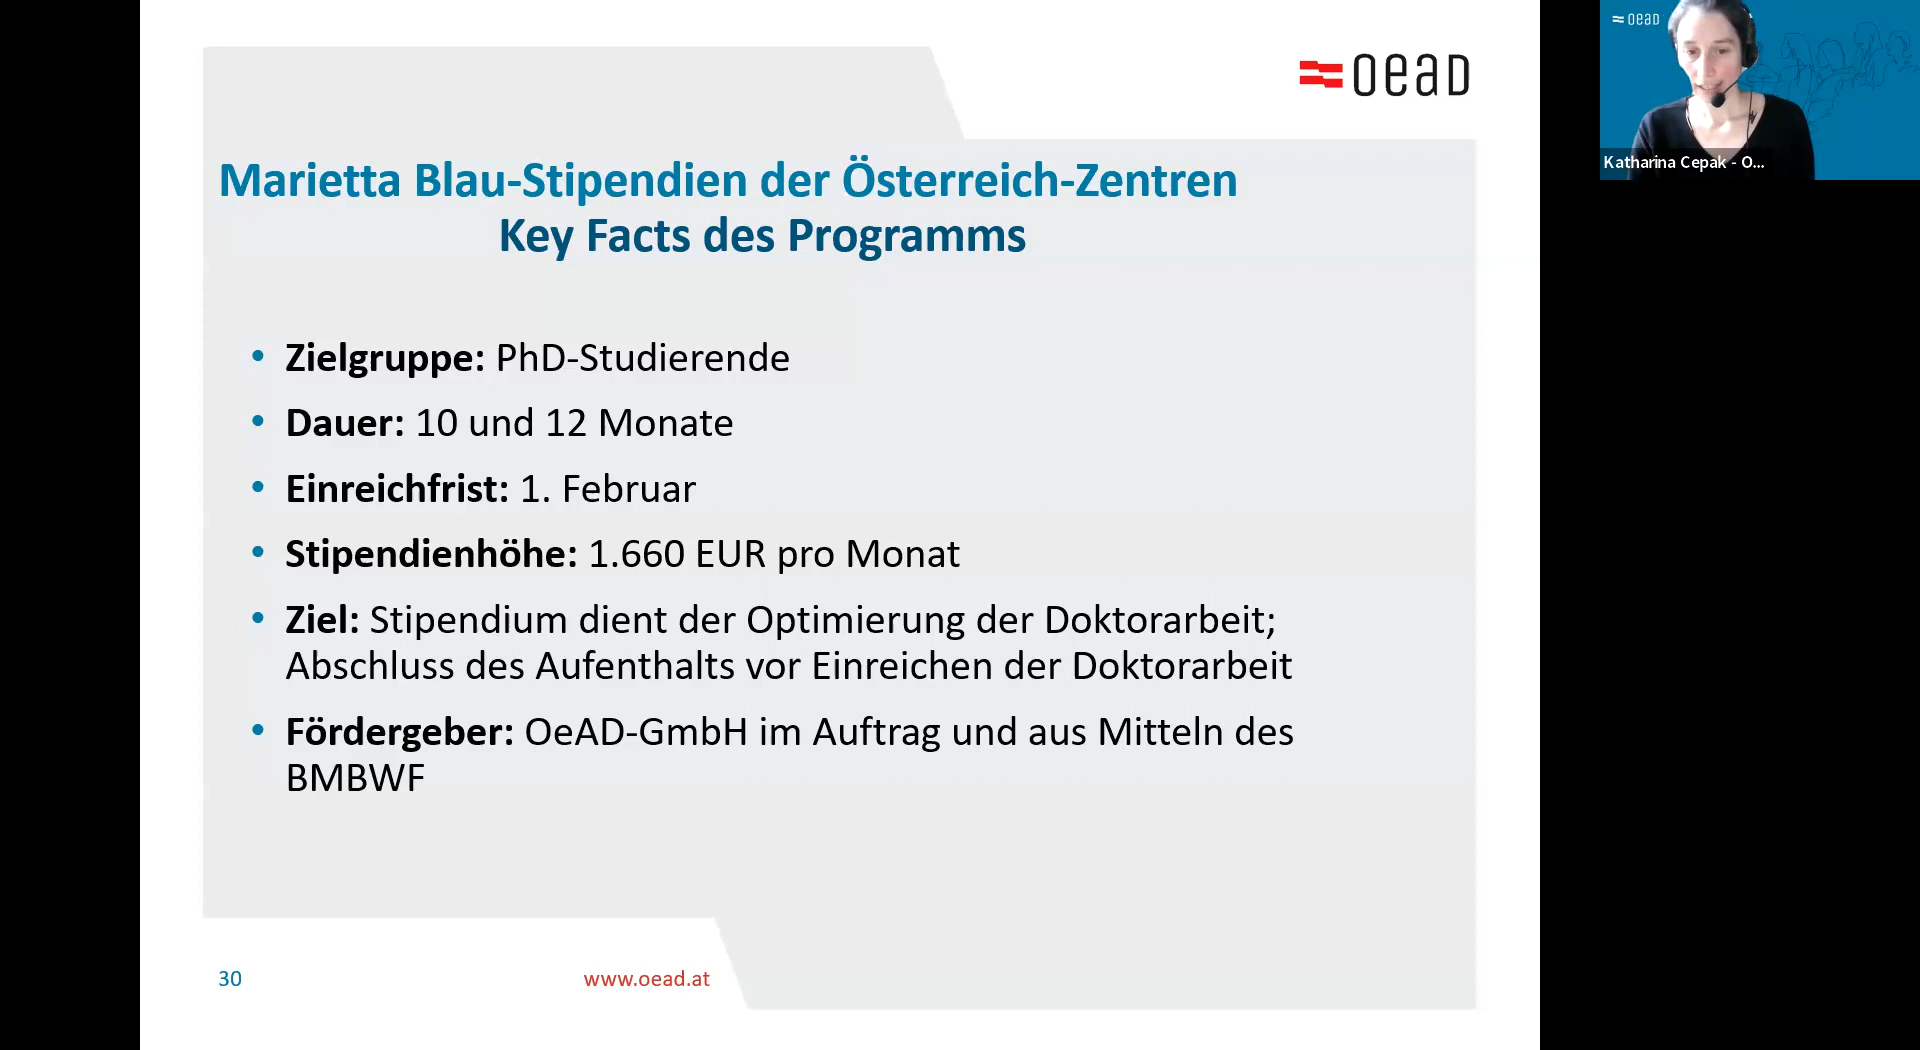 oead
Marietta Blau-Stipendien der Österreich-Zentren
Key Facts des Programms
• Zielgruppe: PhD-Studierende
• Dauer: 10 und 12 Monate
• Einreichfrist: 1. Februar
• Stipendienhöhe: 1.660 EUR pro Monat
• Ziel: Stipendium dient der Optimierung der Doktorarbeit;
Abschluss des Aufenthalts vor Einreichen der Doktorarbeit
• Fördergeber: OeAD-GmbH im Auftrag und aus Mitteln des
BMBWF
30
www.oead.at
oead
Katharina Cepak - O...